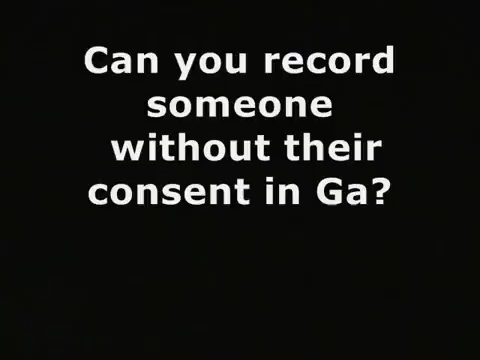 Can you record
someone
without their
consent in Ga?